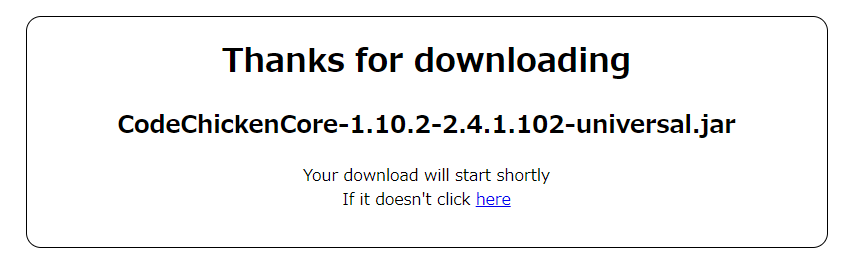 Thanks for downloading
CodeChickenCore-1.10.2-2.4.1.102-universal.jar
Your download will start shortly
If it doesn't click here